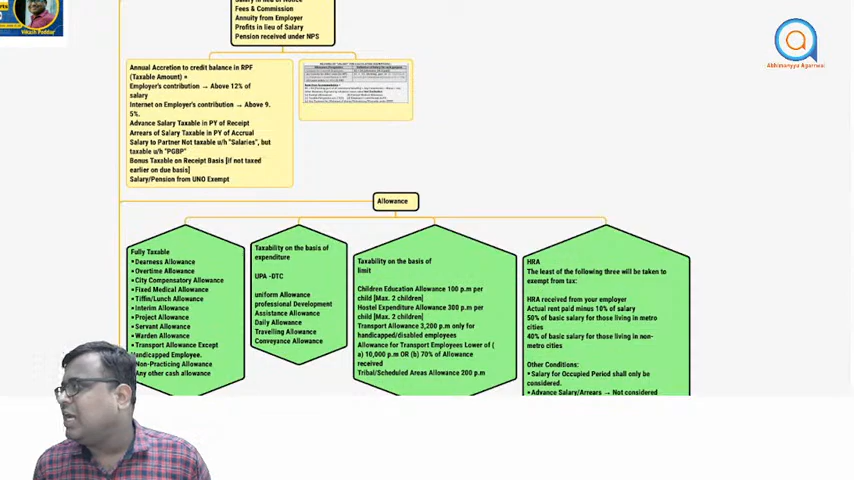 Salary in lieu of Notice
Fees & Commission
Annuity from Employer
Profits in lieu of Salary
Pension received under NPS
Vikash Poddar
Abhimanyu Agarwal
Annual Accretion to credit balance in RPF
(Taxable Amount) =
Employer's contribution → Above 12% of
salary
Internet on Employer's contribution → Above 9.
5%.
Advance Salary Taxable in PY of Receipt
Arrears of Salary Taxable in PY of Accrual
Salary to Partner Not taxable u/h "Salaries", but
taxable u/h "PGBP"
Bonus Taxable on Receipt Basis [if not taxed
earlier on due basis]
Salary/Pension from UNO Exempt
Allowance
Fully Taxable
•Dearness Allowance
•Overtime Allowance
•City Compensatory Allowance
•Fixed Medical Allowance
•Tiffin/Lunch Allowance
•Interim Allowance
•Project Allowance
•Servant Allowance
•Warden Allowance
•Transport Allowance Except
Handicapped Employee.
•Non-Practicing Allowance
•Any other cash allowance
Taxability on the basis of
expenditure
UPA -DTC
uniform Allowance
professional Development
Assistance Allowance
Daily Allowance
Travelling Allowance
Conveyance Allowance
Taxability on the basis of
limit
Children Education Allowance 100 p.m per
child [Max. 2 children]
Hostel Expenditure Allowance 300 p.m per
child [Max. 2 children]
Transport Allowance 3,200 p.m only for
handicapped/disabled employees
Allowance for Transport Employees Lower of (
a) 10,000 p.m OR (b) 70% of Allowance
received
Tribal/Scheduled Areas Allowance 200 p.m
HRA
The least of the following three will be taken to
exempt from tax:
HRA received from your employer
Actual rent paid minus 10% of salary
50% of basic salary for those living in metro
cities
40% of basic salary for those living in non-
metro cities
Other Conditions:
•Salary for Occupied Period shall only be
considered.
•Advance Salary/Arrears → Not considered